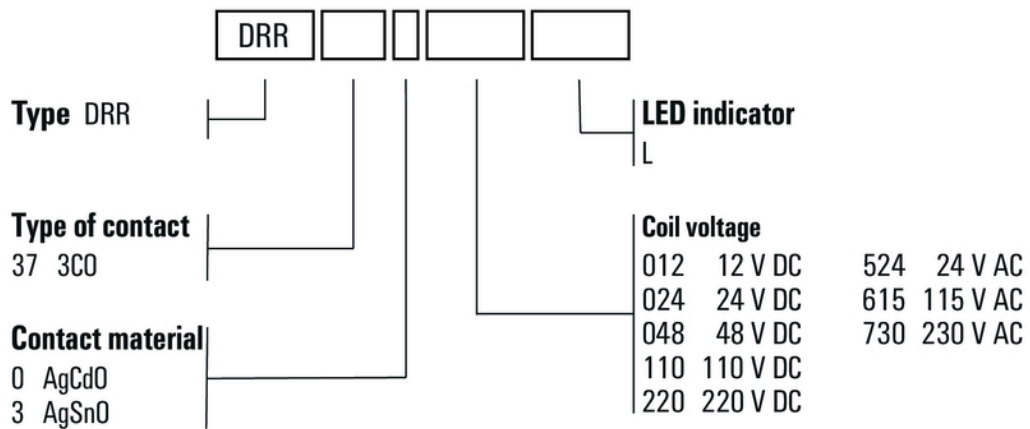 DRR
Type DRR
LED indicator
L
Type of contact
37 3CO
Contact material
0 AgCdO
3 AgSnO
Coil voltage
012 12 V DC 524 24 V AC
024 24 V DC 615 115 V AC
048 48 V DC 730 230 V AC
110 110 V DC
220 220 V DC